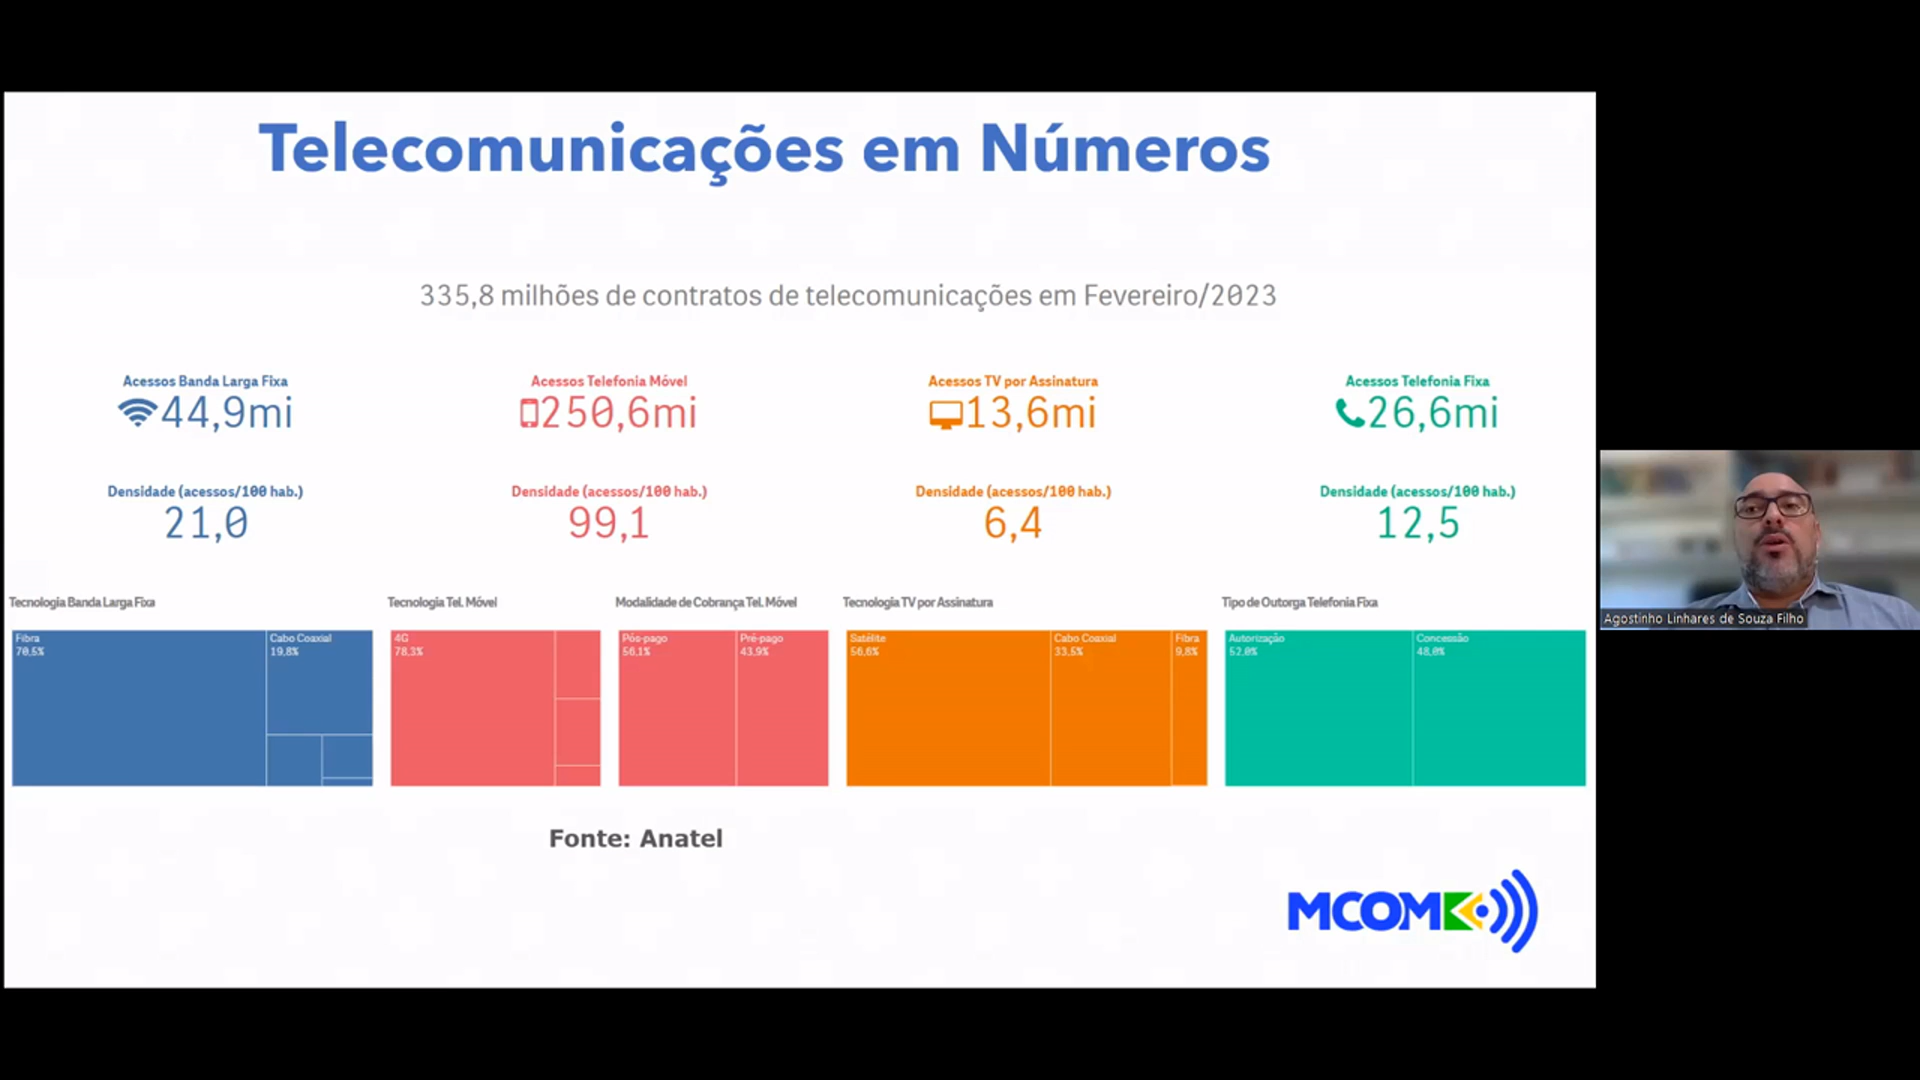 Telecomunicações em Números
335,8 milhões de contratos de telecomunicações em Fevereiro/2023
Acessos Banda Larga Fixa
44,9mi
Densidade (acessos/100 hab.)
21,0
Acessos Telefonia Móvel
250,6mi
Densidade (acessos/100 hab.)
99,1
Acessos TV por Assinatura
13,6mi
Densidade (acessos/100 hab.)
6,4
Acessos Telefonia Fixa
26,6mi
Densidade (acessos/100 hab.)
12,5
Tecnologia Banda Larga Fixa
Fibra
70,5%
Cabo Coaxial
19,8%
Tecnologia Tel. Móvel
4G
78,3%
Modalidade de Cobrança Tel. Móvel
Pós-pago
56,1%
Pré-pago
43,9%
Tecnologia TV por Assinatura
Satélite
56,6%
Cabo Coaxial
33,5%
Fibra
9,8%
Tipo de Outorga Telefonia Fixa
Autorização
52,0%
Concessão
48,0%
Fonte: Anatel
MCOM
Agostinho Linhares de Souza Filho